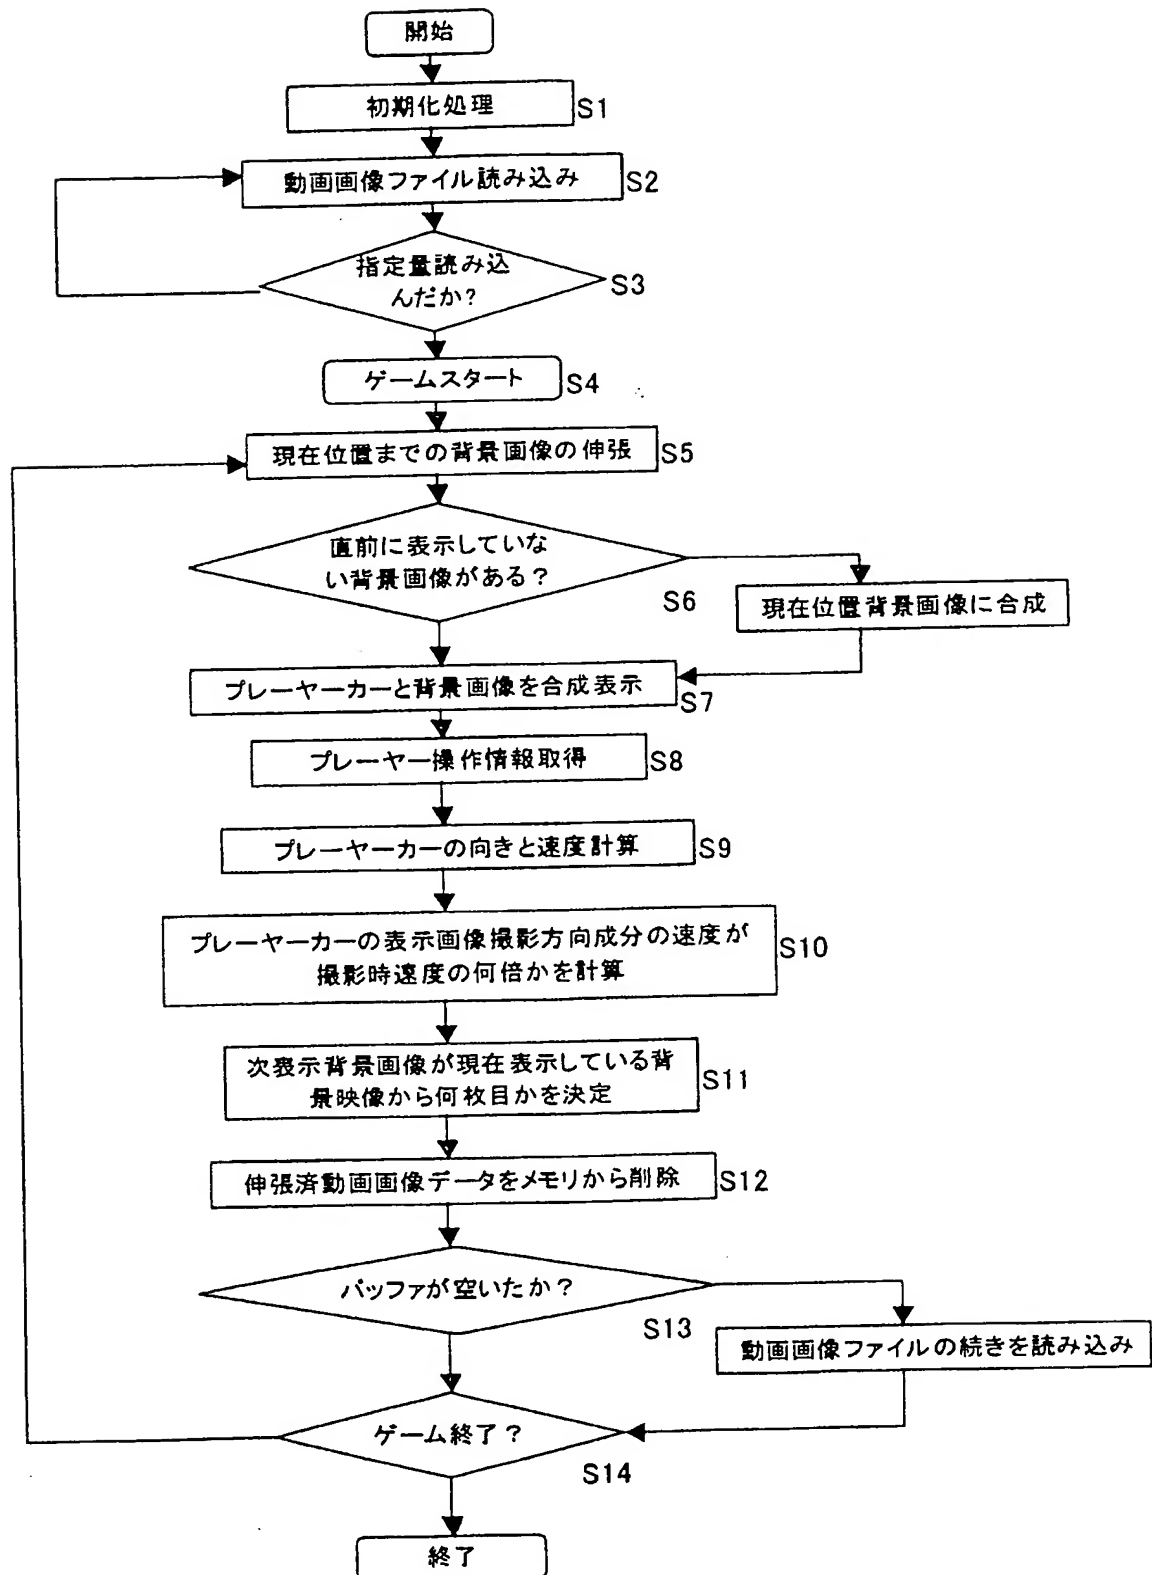 開始
初期化処理
S1
動画画像ファイル読み込み
S2
指定量読み込
んだか?
S3
ゲームスタート
S4
現在位置までの背景画像の伸張
S5
直前に表示していな
い背景画像がある?
S6
現在位置背景画像に合成
プレーヤーカーと背景画像を合成表示
S7
プレーヤー操作情報取得
S8
プレーヤーカーの向きと速度計算
S9
プレーヤーカーの表示画像撮影方向成分の速度が
撮影時速度の何倍かを計算
S10
次表示背景画像が現在表示している背
景映像から何枚目かを決定
S11
伸張済動画画像データをメモリから削除
S12
バッファが空いたか?
S13
動画画像ファイルの続きを読み込み
ゲーム終了?
S14
終了